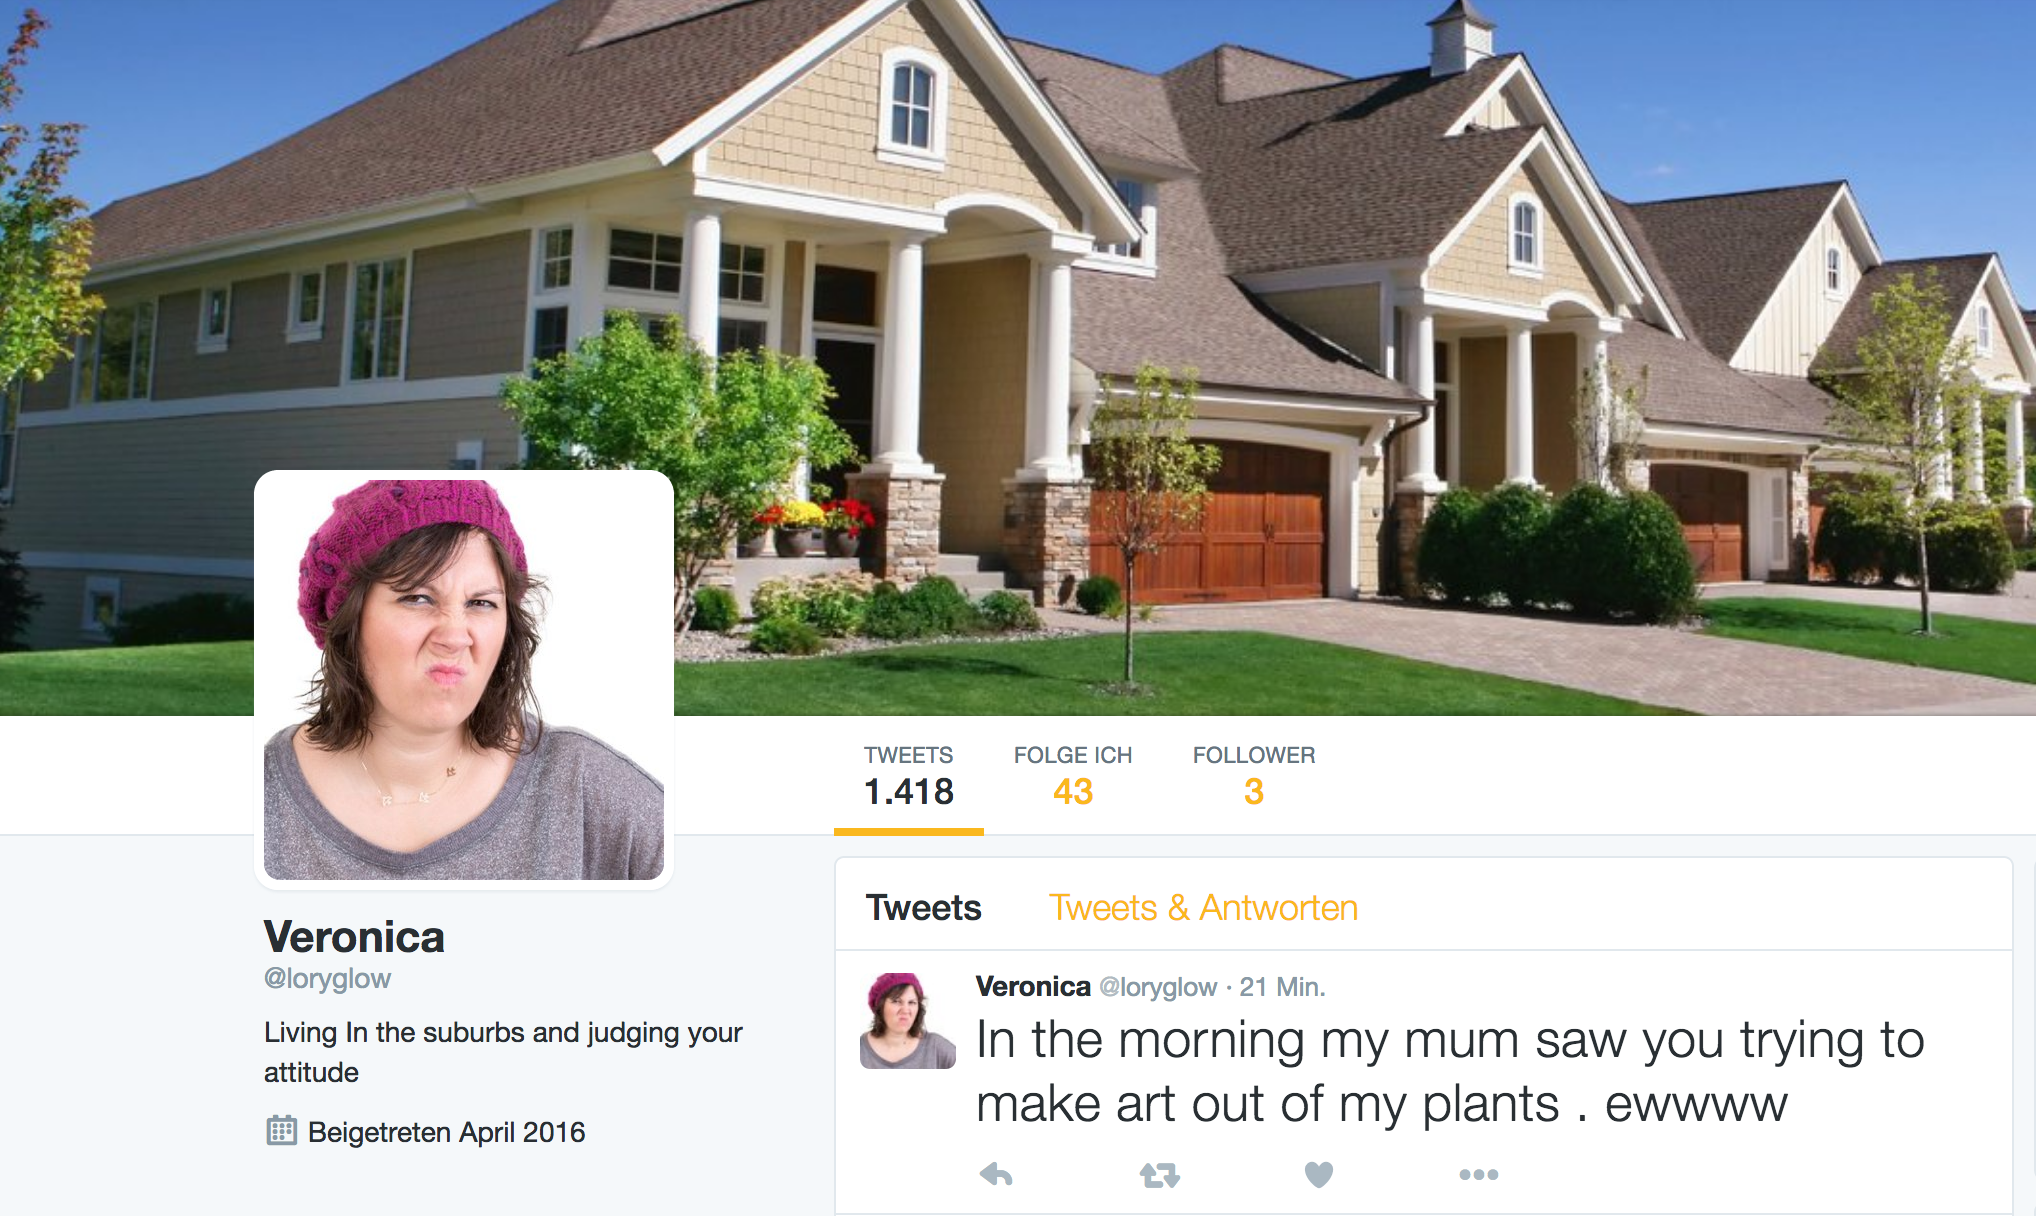 TWEETS FOLGE ICH FOLLOWER
1.418 43 3
Veronica
@loryglow
Living In the suburbs and judging your
attitude
Beigetreten April 2016
Tweets Tweets & Antworten
Veronica @loryglow · 21 Min.
In the morning my mum saw you trying to
make art out of my plants . ewwww